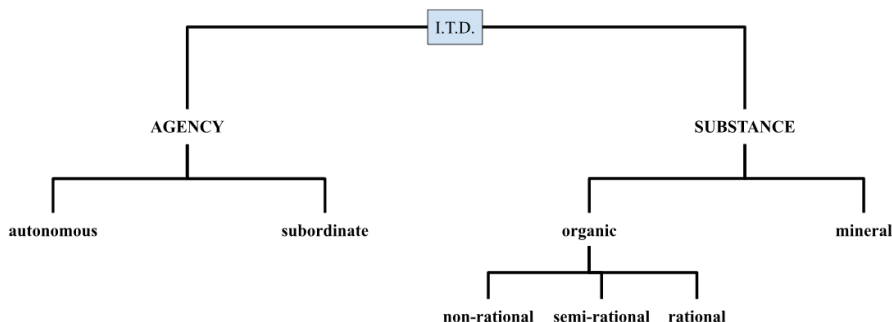 I.T.D.
AGENCY SUBSTANCE
autonomous subordinate organic mineral
non-rational semi-rational rational